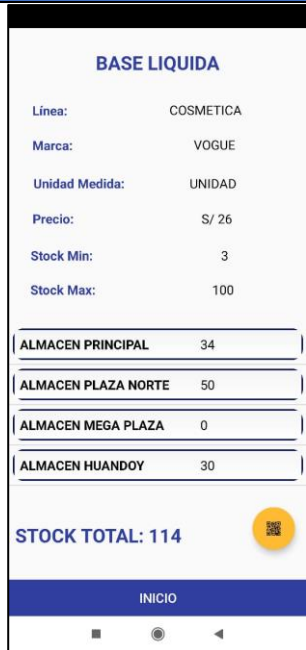 BASE LIQUIDA
Línea: COSMETICA
Marca: VOGUE
Unidad Medida: UNIDAD
Precio: S/ 26
Stock Min: 3
Stock Max: 100
ALMACEN PRINCIPAL 34
ALMACEN PLAZA NORTE 50
ALMACEN MEGA PLAZA 0
ALMACEN HUANDOY 30
STOCK TOTAL: 114
INICIO